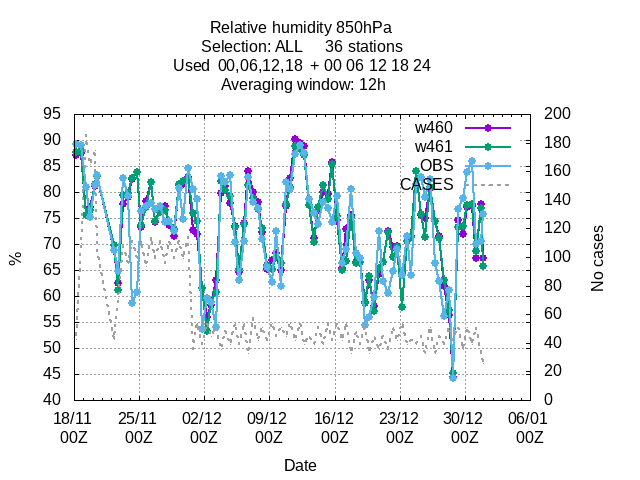 Relative humidity 850hPa
Selection: ALL 36 stations
Used 00,06,12,18 + 00 06 12 18 24
Averaging window: 12h
95 200
90 180
85 160
80 140
75 120
70 100
65 80
60 60
55 40
50 20
45 0
40
w460
w461
OBS
CASES
%
No cases
18/11 25/11 02/12 09/12 16/12 23/12 30/12 06/01
00Z 00Z 00Z 00Z 00Z 00Z 00Z 00Z
Date